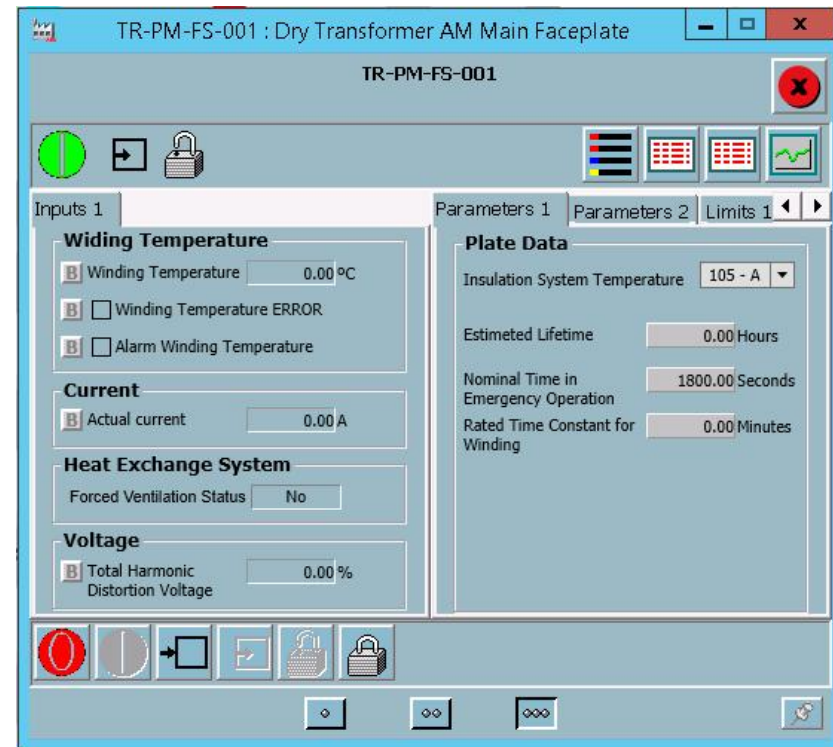 TR-PM-FS-001 : Dry Transformer AM Main Faceplate
TR-PM-FS-001
Inputs 1
Widing Temperature
B Winding Temperature 0.00 ºC
B Winding Temperature ERROR
B Alarm Winding Temperature
Current
B Actual current 0.00 A
Heat Exchange System
Forced Ventilation Status No
Voltage
B Total Harmonic 0.00 %
Distortion Voltage
Parameters 1 Parameters 2 Limits 1
Plate Data
Insulation System Temperature 105 - A
Estimeted Lifetime 0.00 Hours
Nominal Time in 1800.00 Seconds
Emergency Operation
Rated Time Constant for 0.00 Minutes
Winding